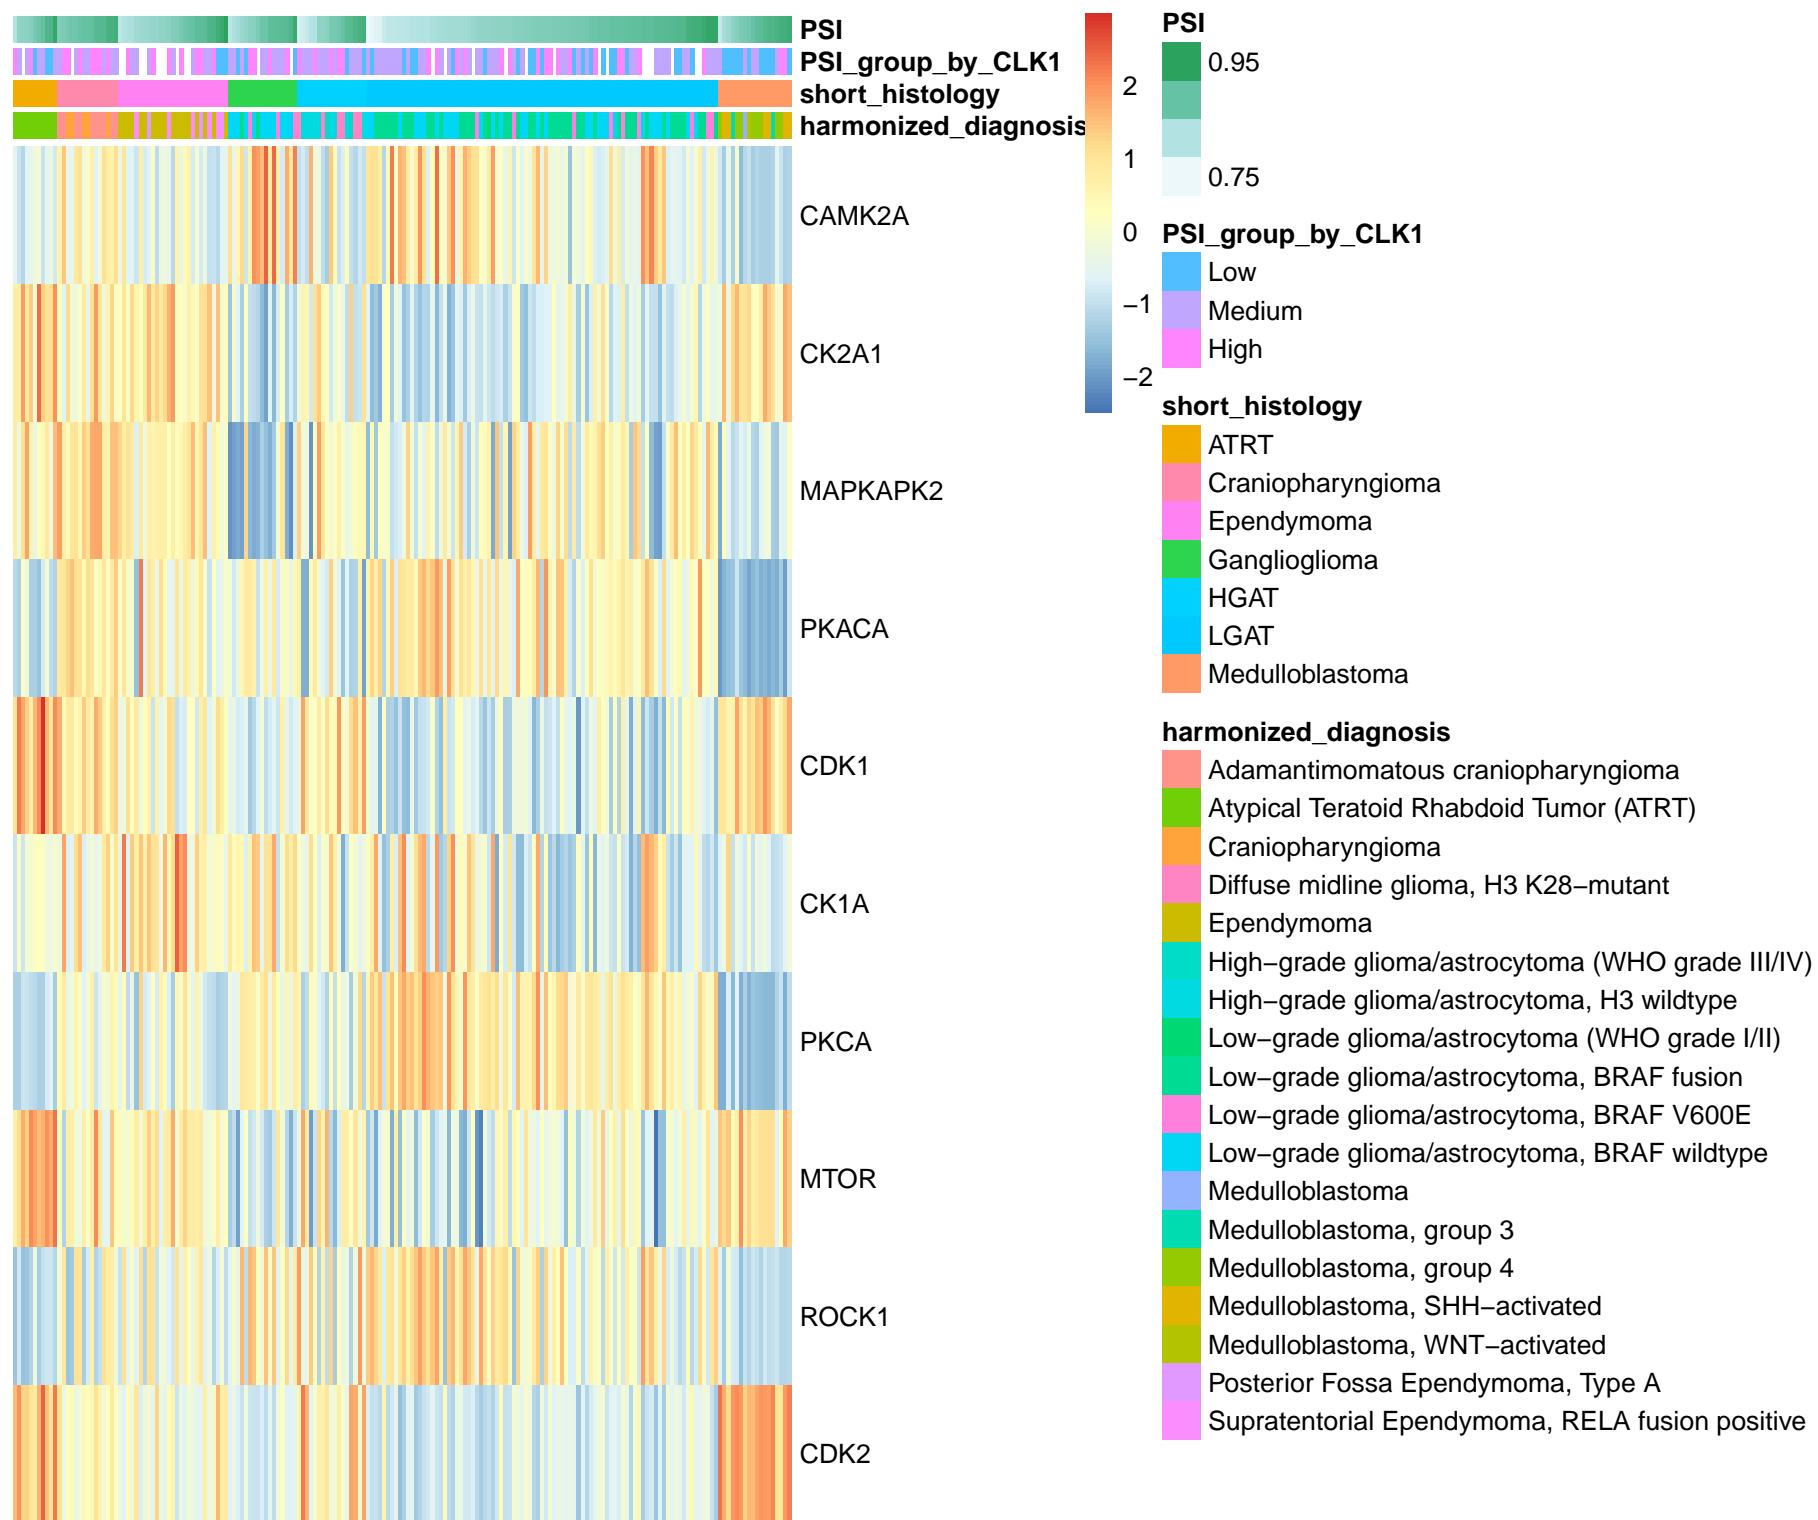 PSI
PSI_group_by_CLK1
short_histology
harmonized_diagnosis
CAMK2A
CK2A1
MAPKAPK2
PKACA
CDK1
CK1A
PKCA
MTOR
ROCK1
CDK2
2
1
0
−1
−2
PSI
0.95
0.75
PSI_group_by_CLK1
Low
Medium
High
short_histology
ATRT
Craniopharyngioma
Ependymoma
Ganglioglioma
HGAT
LGAT
Medulloblastoma
harmonized_diagnosis
Adamantimomatous craniopharyngioma
Atypical Teratoid Rhabdoid Tumor (ATRT)
Craniopharyngioma
Diffuse midline glioma, H3 K28−mutant
Ependymoma
High−grade glioma/astrocytoma (WHO grade III/IV)
High−grade glioma/astrocytoma, H3 wildtype
Low−grade glioma/astrocytoma (WHO grade I/II)
Low−grade glioma/astrocytoma, BRAF fusion
Low−grade glioma/astrocytoma, BRAF V600E
Low−grade glioma/astrocytoma, BRAF wildtype
Medulloblastoma
Medulloblastoma, group 3
Medulloblastoma, group 4
Medulloblastoma, SHH−activated
Medulloblastoma, WNT−activated
Posterior Fossa Ependymoma, Type A
Supratentorial Ependymoma, RELA fusion positive